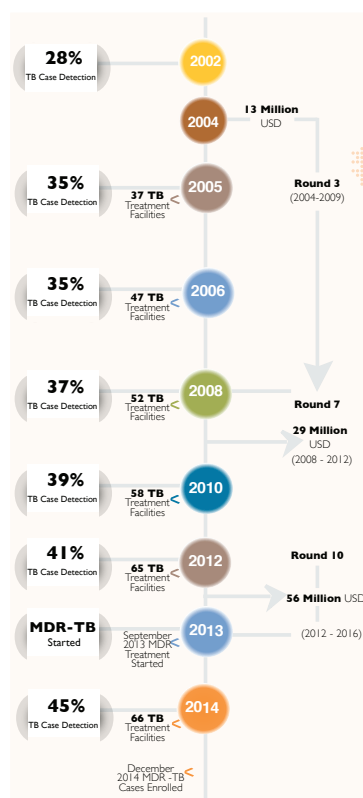 2002
28%
TB Case Detection
2004
13 Million
USD
Round 3
(2004-2009)
2005
35%
TB Case Detection
37 TB
Treatment
Facilities
2006
35%
TB Case Detection
47 TB
Treatment
Facilities
2008
37%
TB Case Detection
52 TB
Treatment
Facilities
Round 7
29 Million
USD
(2008 - 2012)
2010
39%
TB Case Detection
58 TB
Treatment
Facilities
2012
41%
TB Case Detection
65 TB
Treatment
Facilities
Round 10
56 Million USD
(2012 - 2016)
2013
MDR-TB
Started
September
2013 MDR
Treatment
Started
2014
45%
TB Case Detection
66 TB
Treatment
Facilities
December
2014 MDR -TB
Cases Enrolled